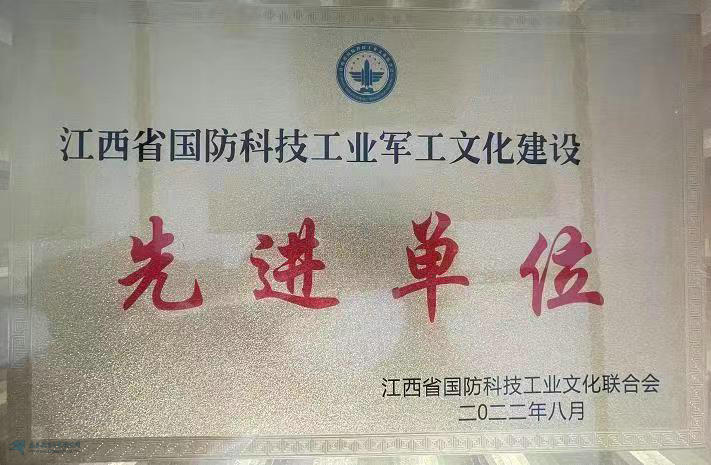 江西省国防科技工业军工文化建设
先进单位
江西省国防科技工业文化联合会
二0二二年八月